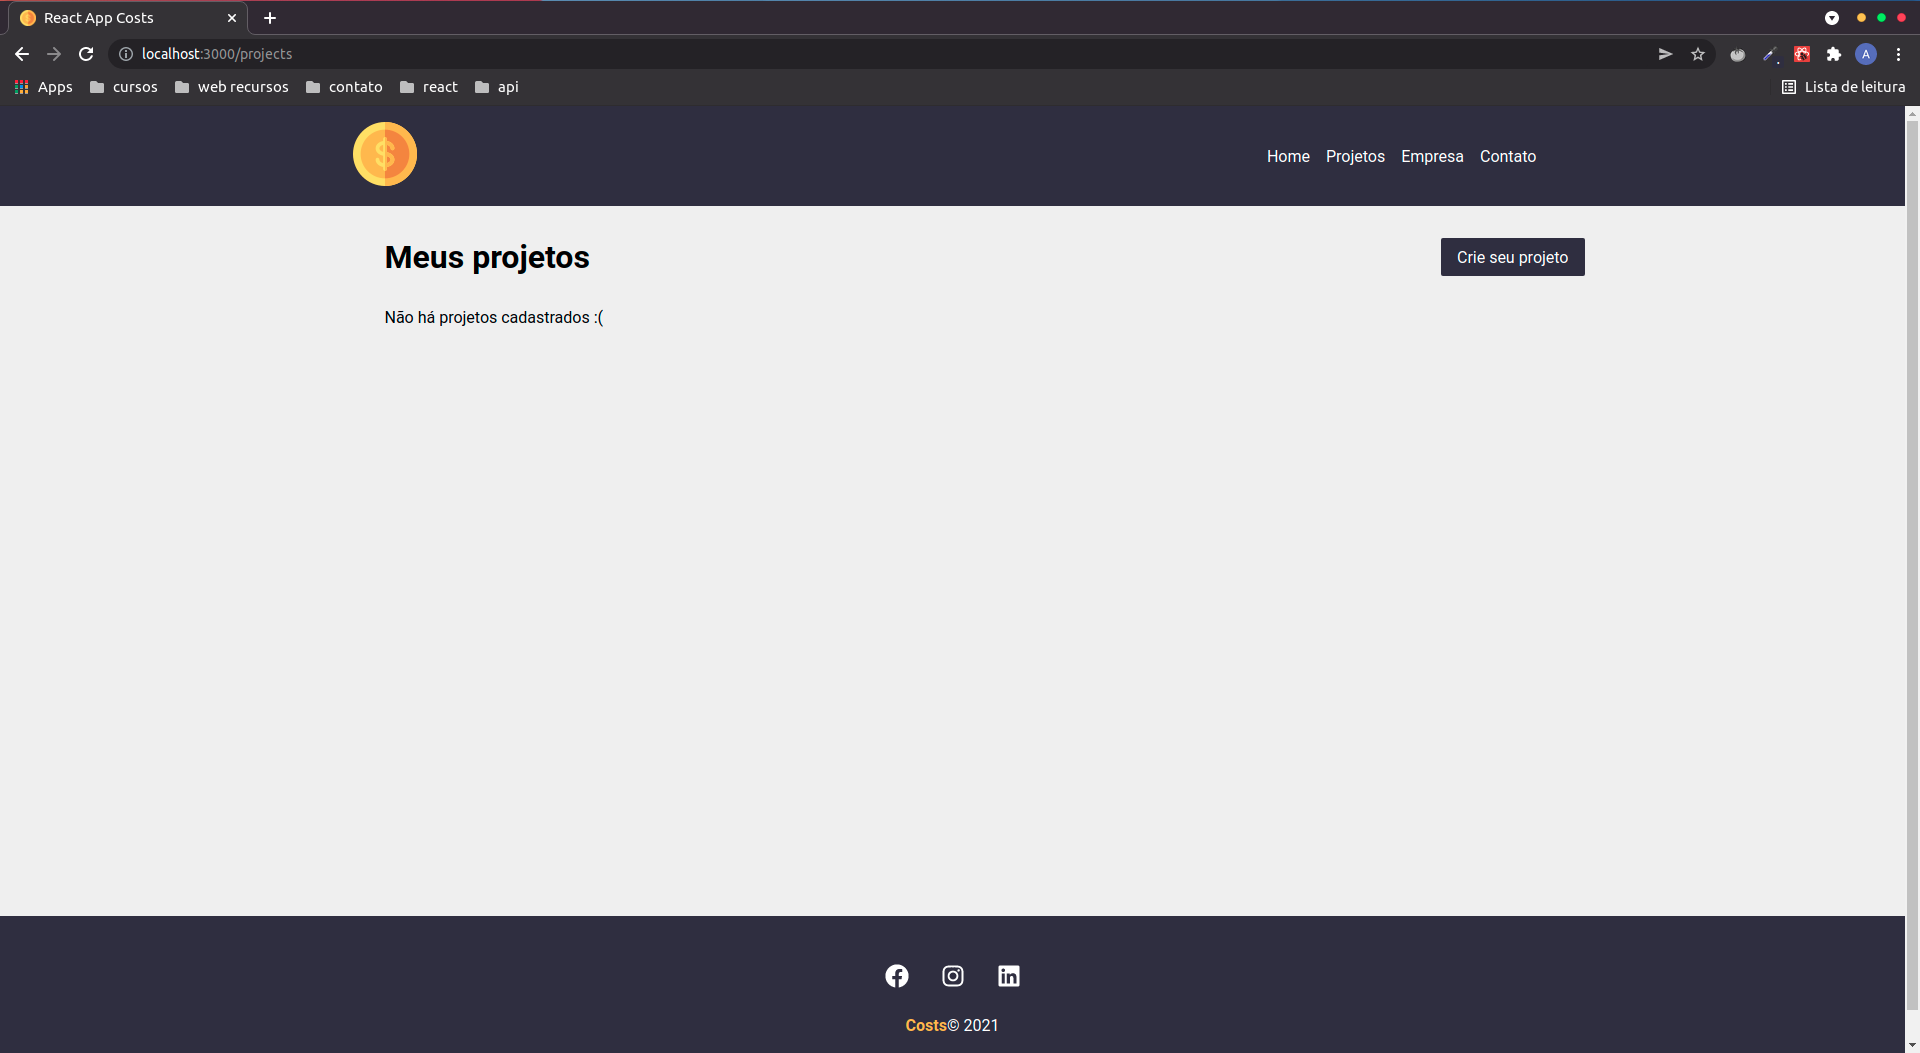 React App Costs
localhost:3000/projects
A
Apps cursos web recursos contato react api Lista de leitura
$
Home Projetos Empresa Contato
Meus projetos
Crie seu projeto
Não há projetos cadastrados :(
Costs© 2021